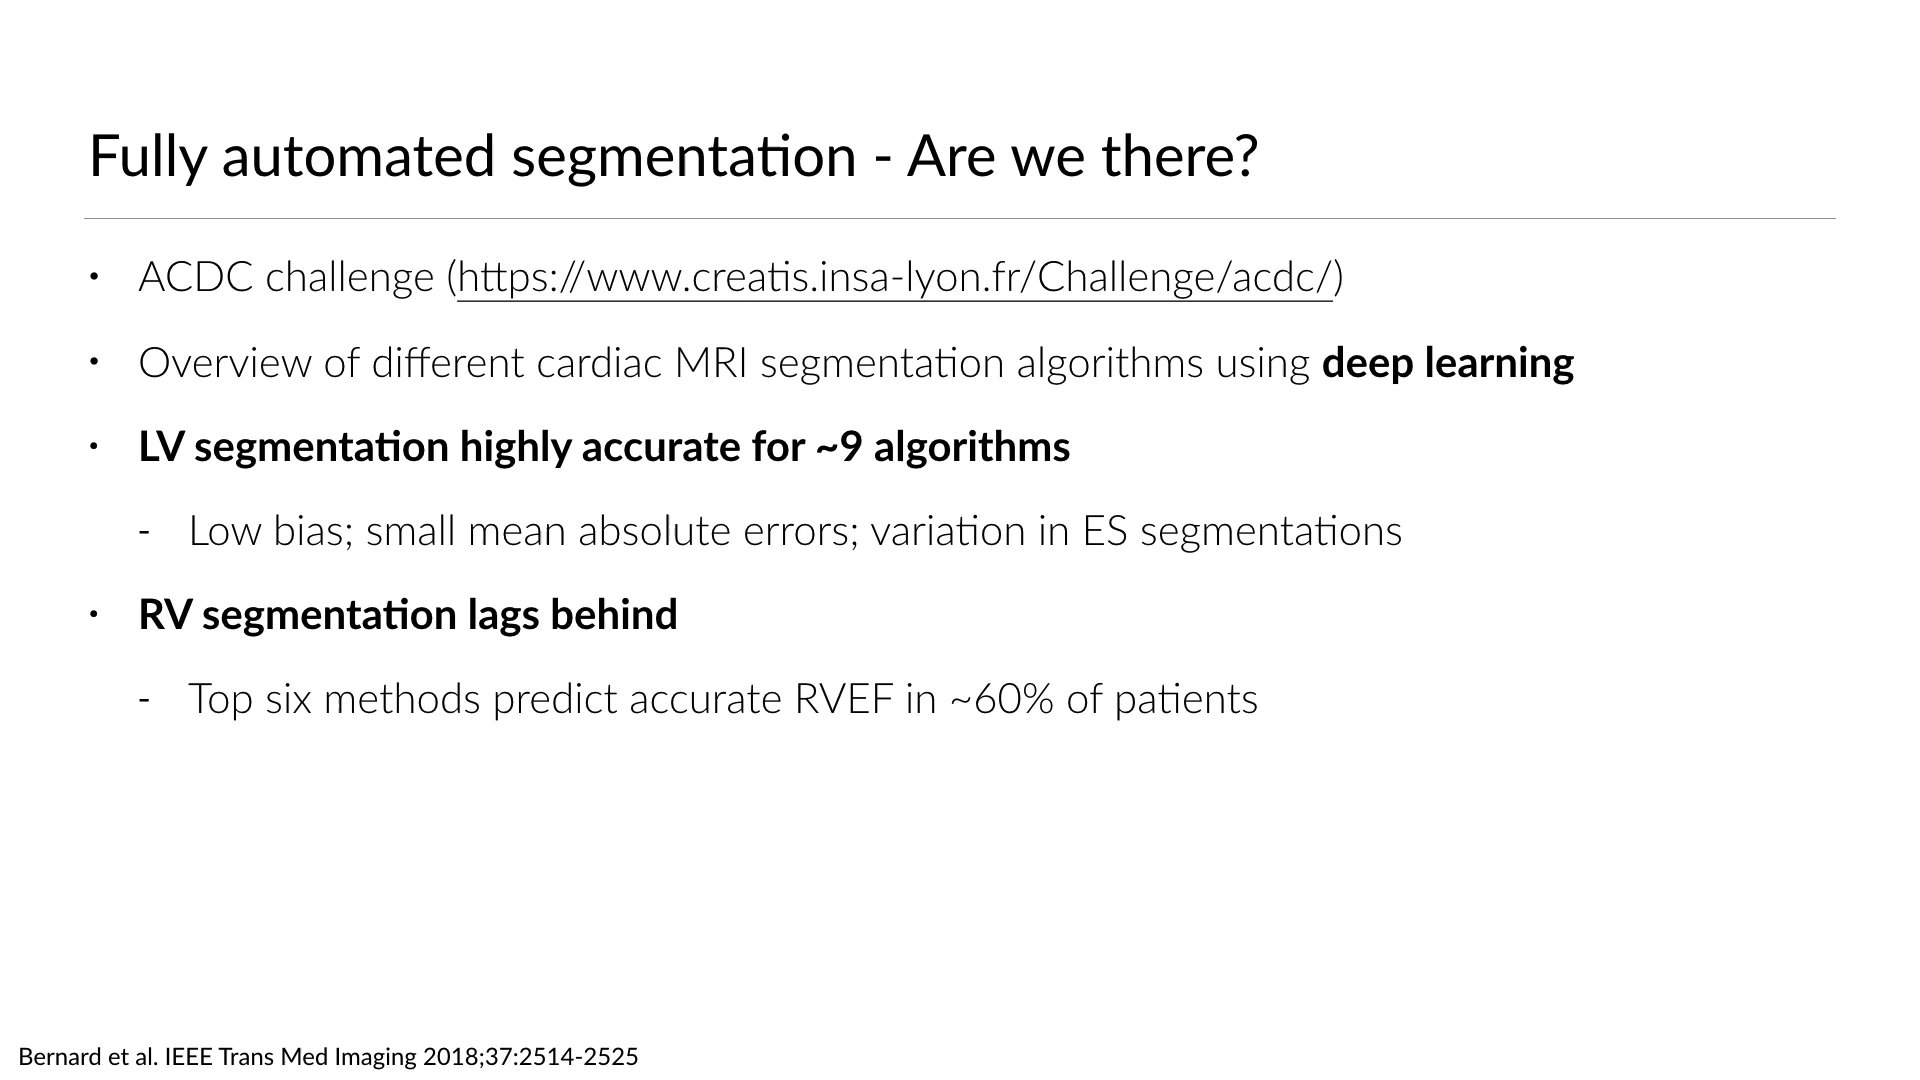 Fully automated segmentation - Are we there?
• ACDC challenge (https://www.creatis.insa-lyon.fr/Challenge/acdc/)
• Overview of different cardiac MRI segmentation algorithms using deep learning
• LV segmentation highly accurate for ~9 algorithms
- Low bias; small mean absolute errors; variation in ES segmentations
• RV segmentation lags behind
- Top six methods predict accurate RVEF in ~60% of patients
Bernard et al. IEEE Trans Med Imaging 2018;37:2514-2525